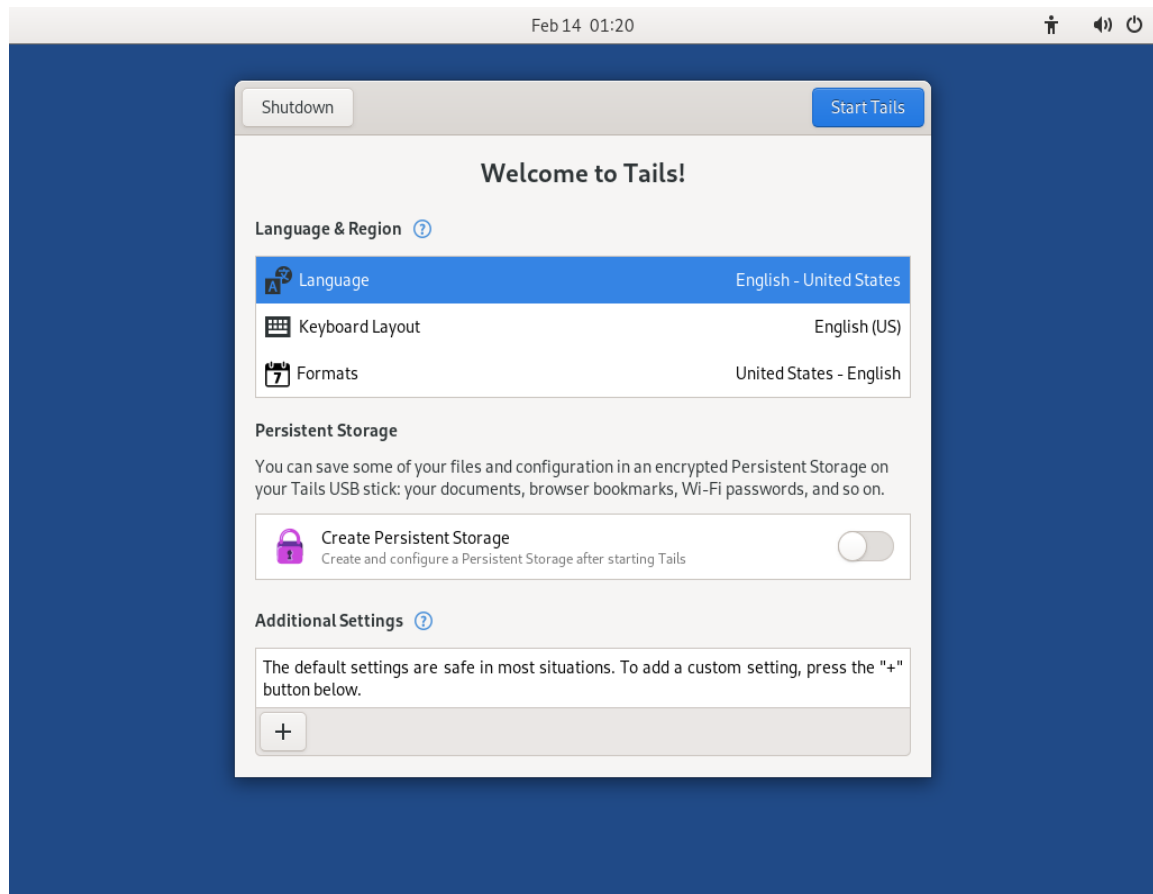 Feb 14 01:20
Shutdown
Start Tails
Welcome to Tails!
Language & Region ?
A Language English - United States
Keyboard Layout English (US)
7 Formats United States - English
Persistent Storage
You can save some of your files and configuration in an encrypted Persistent Storage on
your Tails USB stick: your documents, browser bookmarks, Wi-Fi passwords, and so on.
Create Persistent Storage
Create and configure a Persistent Storage after starting Tails
Additional Settings ?
The default settings are safe in most situations. To add a custom setting, press the "+"
button below.
+